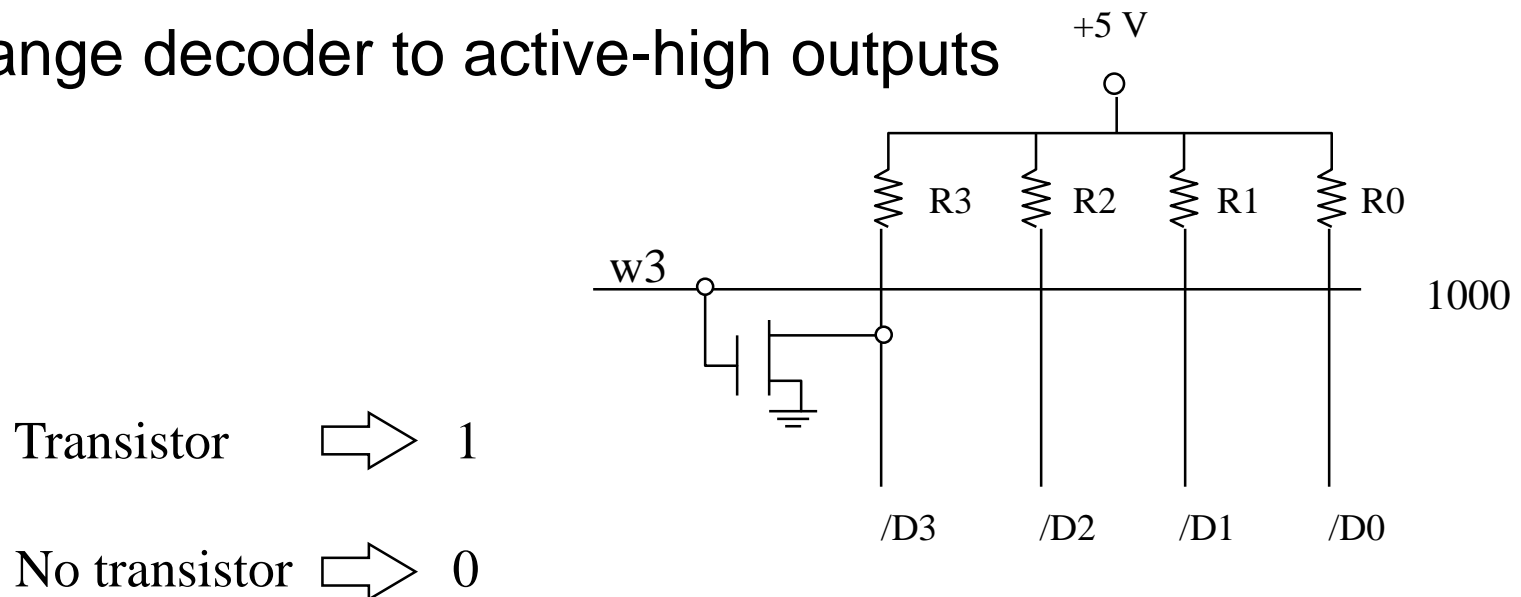 ange decoder to active-high outputs
+5 V
R3 R2 R1 R0
w3
1000
Transistor 1
/D3 /D2 /D1 /D0
No transistor 0